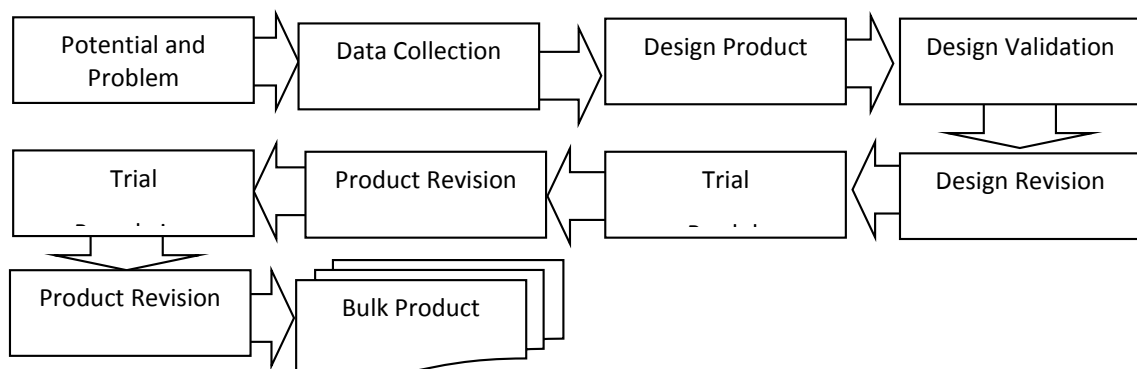 Potential and
Problem
Data Collection
Design Product
Design Validation
Design Revision
Trial
Product Revision
Trial
Product Revision
Bulk Product